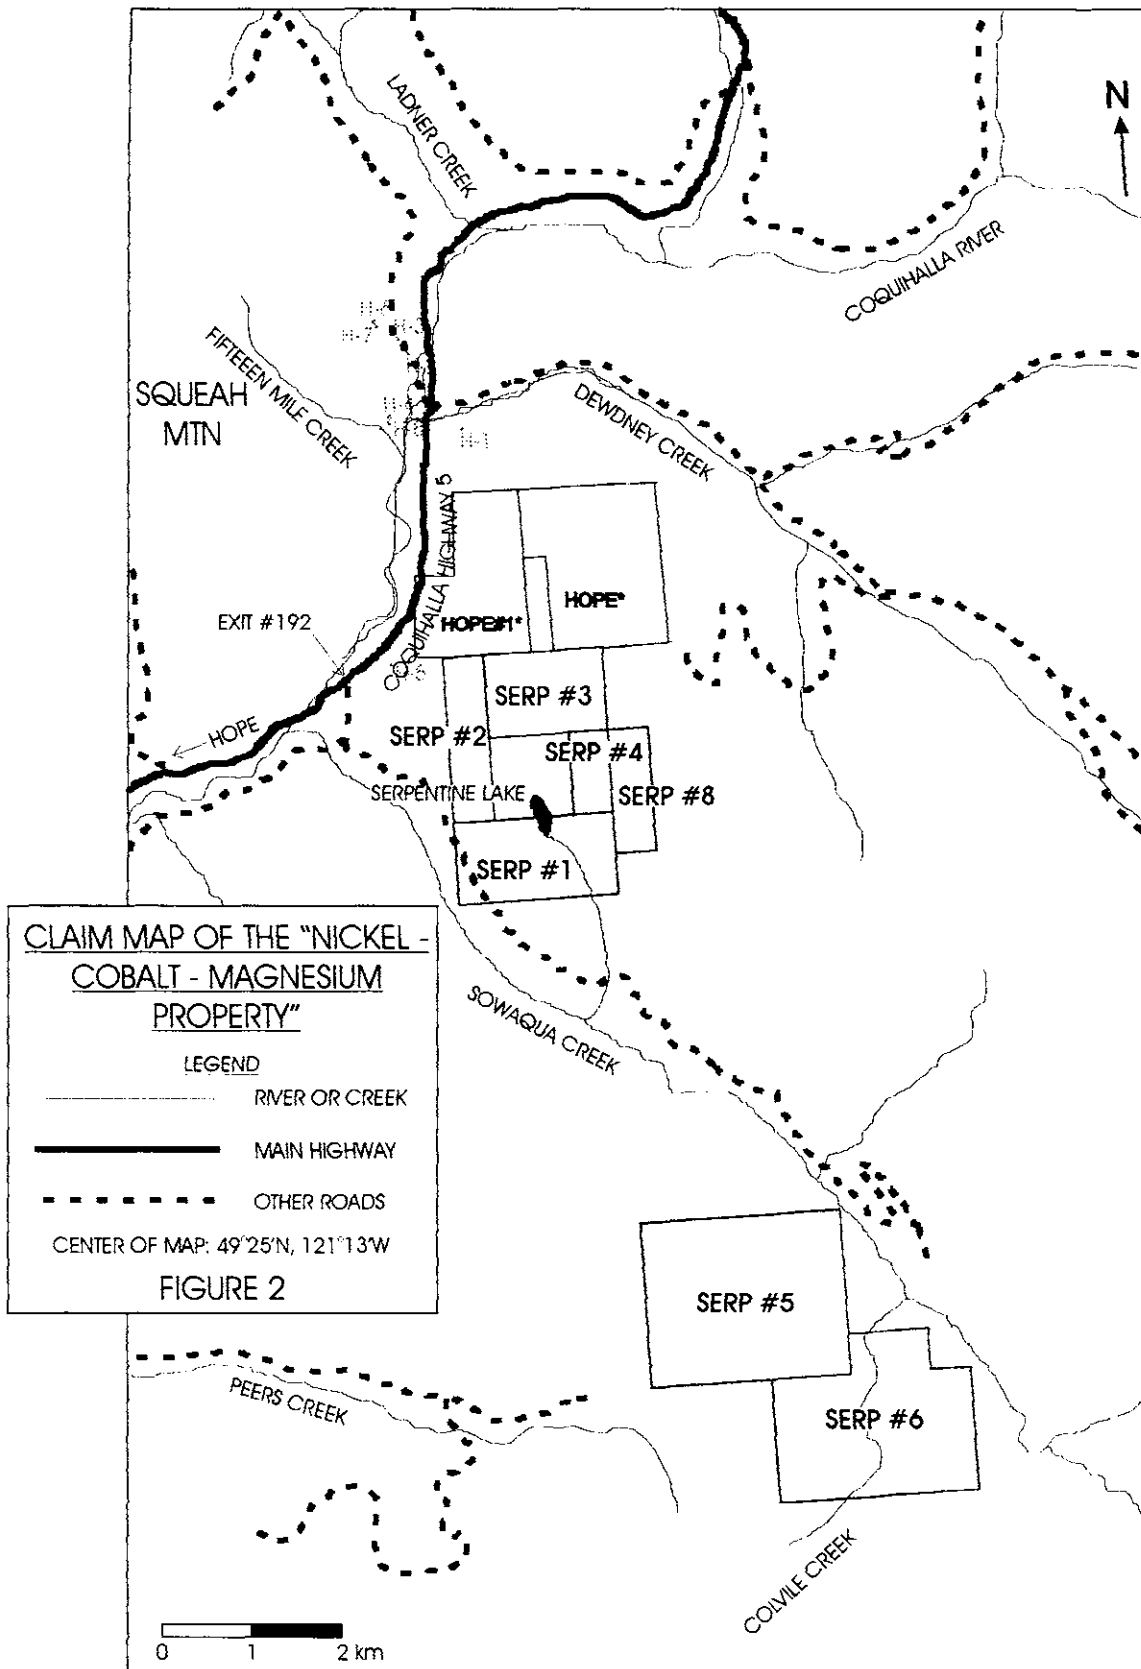 N
LADNER CREEK
COQUIHALLA RIVER
H-7
FIFTEEEN MILE CREEK
SQUEAH
MTN
DEWDNEY CREEK
H-1
COQUIHALLA HIGHWAY 5
HOPE#1*
HOPE*
EXIT #192
SERP #3
HOPE
SERP #2
SERP #4
SERPENTINE LAKE
SERP #8
SERP #1
CLAIM MAP OF THE "NICKEL -
COBALT - MAGNESIUM
PROPERTY"
LEGEND
RIVER OR CREEK
MAIN HIGHWAY
OTHER ROADS
CENTER OF MAP: 49°25'N, 121°13'W
FIGURE 2
SOWAQUA CREEK
SERP #5
PEERS CREEK
SERP #6
COLVILE CREEK
0 1 2 km